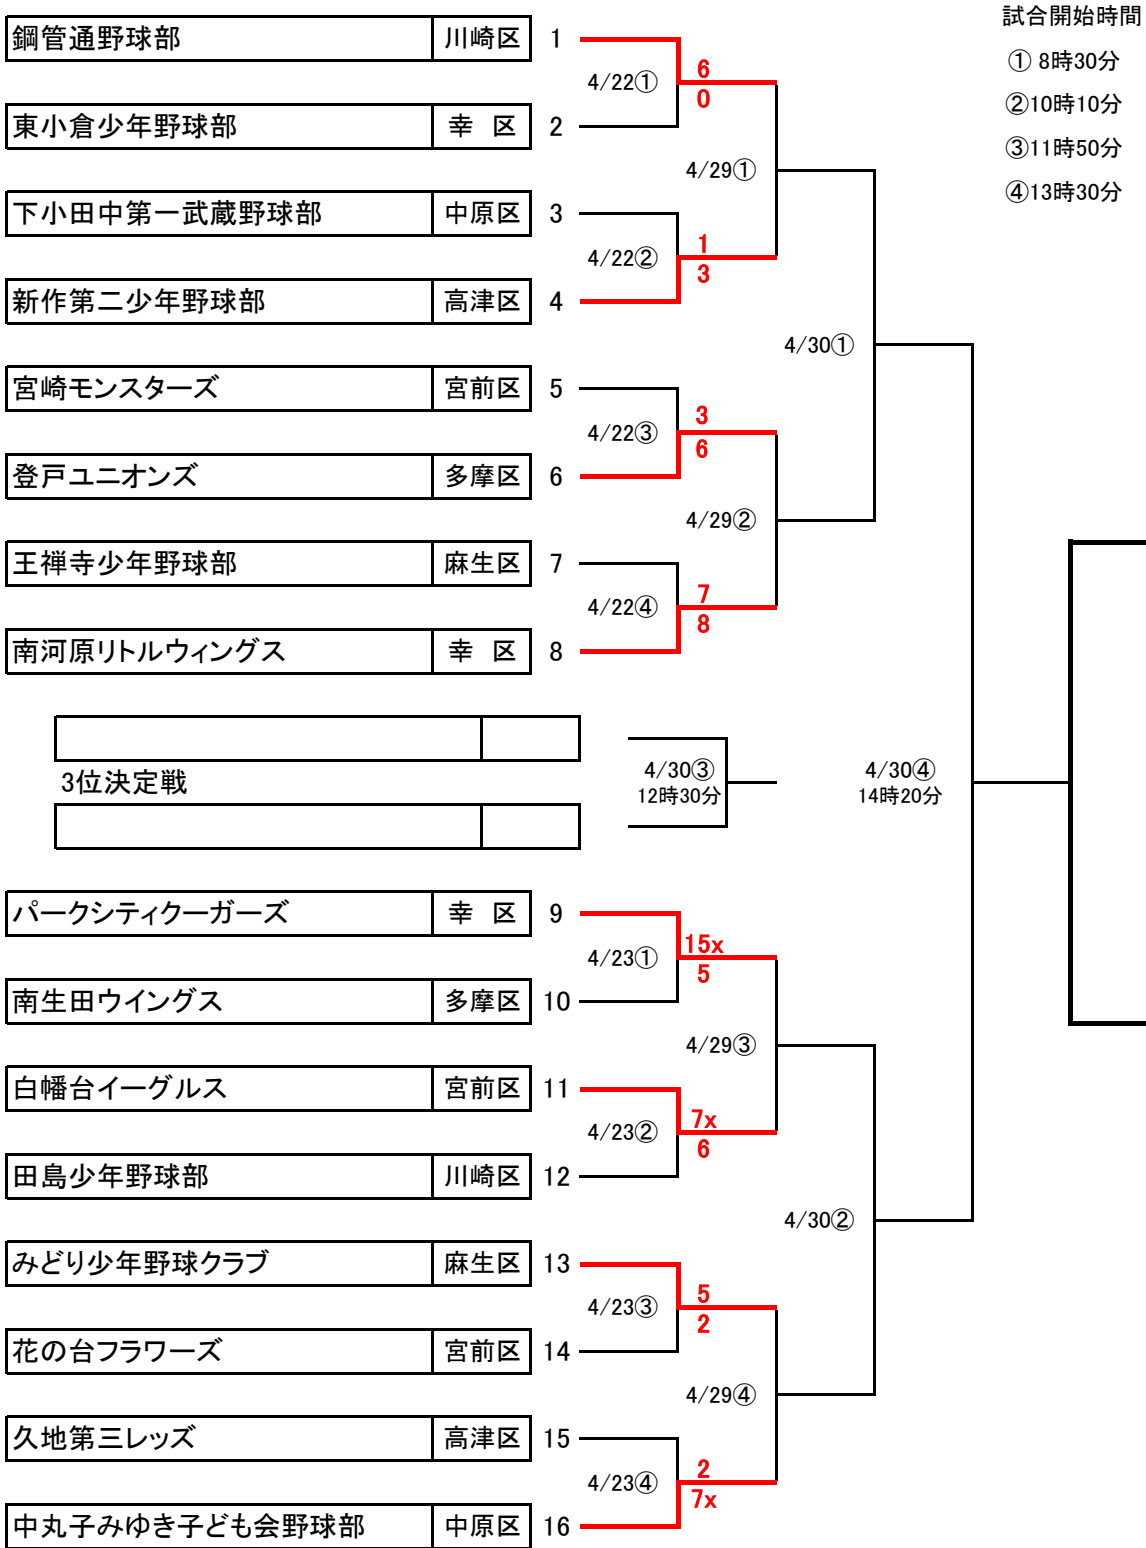 試合開始時間
① 8時30分
②10時10分
③11時50分
④13時30分
鋼管通野球部 川崎区 1
4/22① 6
0
東小倉少年野球部 幸 区 2
4/29①
下小田中第一武蔵野球部 中原区 3
4/22② 1
3
新作第二少年野球部 高津区 4
4/30①
宮崎モンスターズ 宮前区 5
4/22③ 3
6
登戸ユニオンズ 多摩区 6
4/29②
王禅寺少年野球部 麻生区 7
4/22④ 7
8
南河原リトルウィングス 幸 区 8
3位決定戦
4/30③
12時30分
4/30④
14時20分
パークシティクーガーズ 幸 区 9
4/23① 15x
5
南生田ウイングス 多摩区 10
4/29③
白幡台イーグルス 宮前区 11
4/23② 7x
6
田島少年野球部 川崎区 12
4/30②
みどり少年野球クラブ 麻生区 13
4/23③ 5
2
花の台フラワーズ 宮前区 14
4/29④
久地第三レッズ 高津区 15
4/23④ 2
7x
中丸子みゆき子ども会野球部 中原区 16